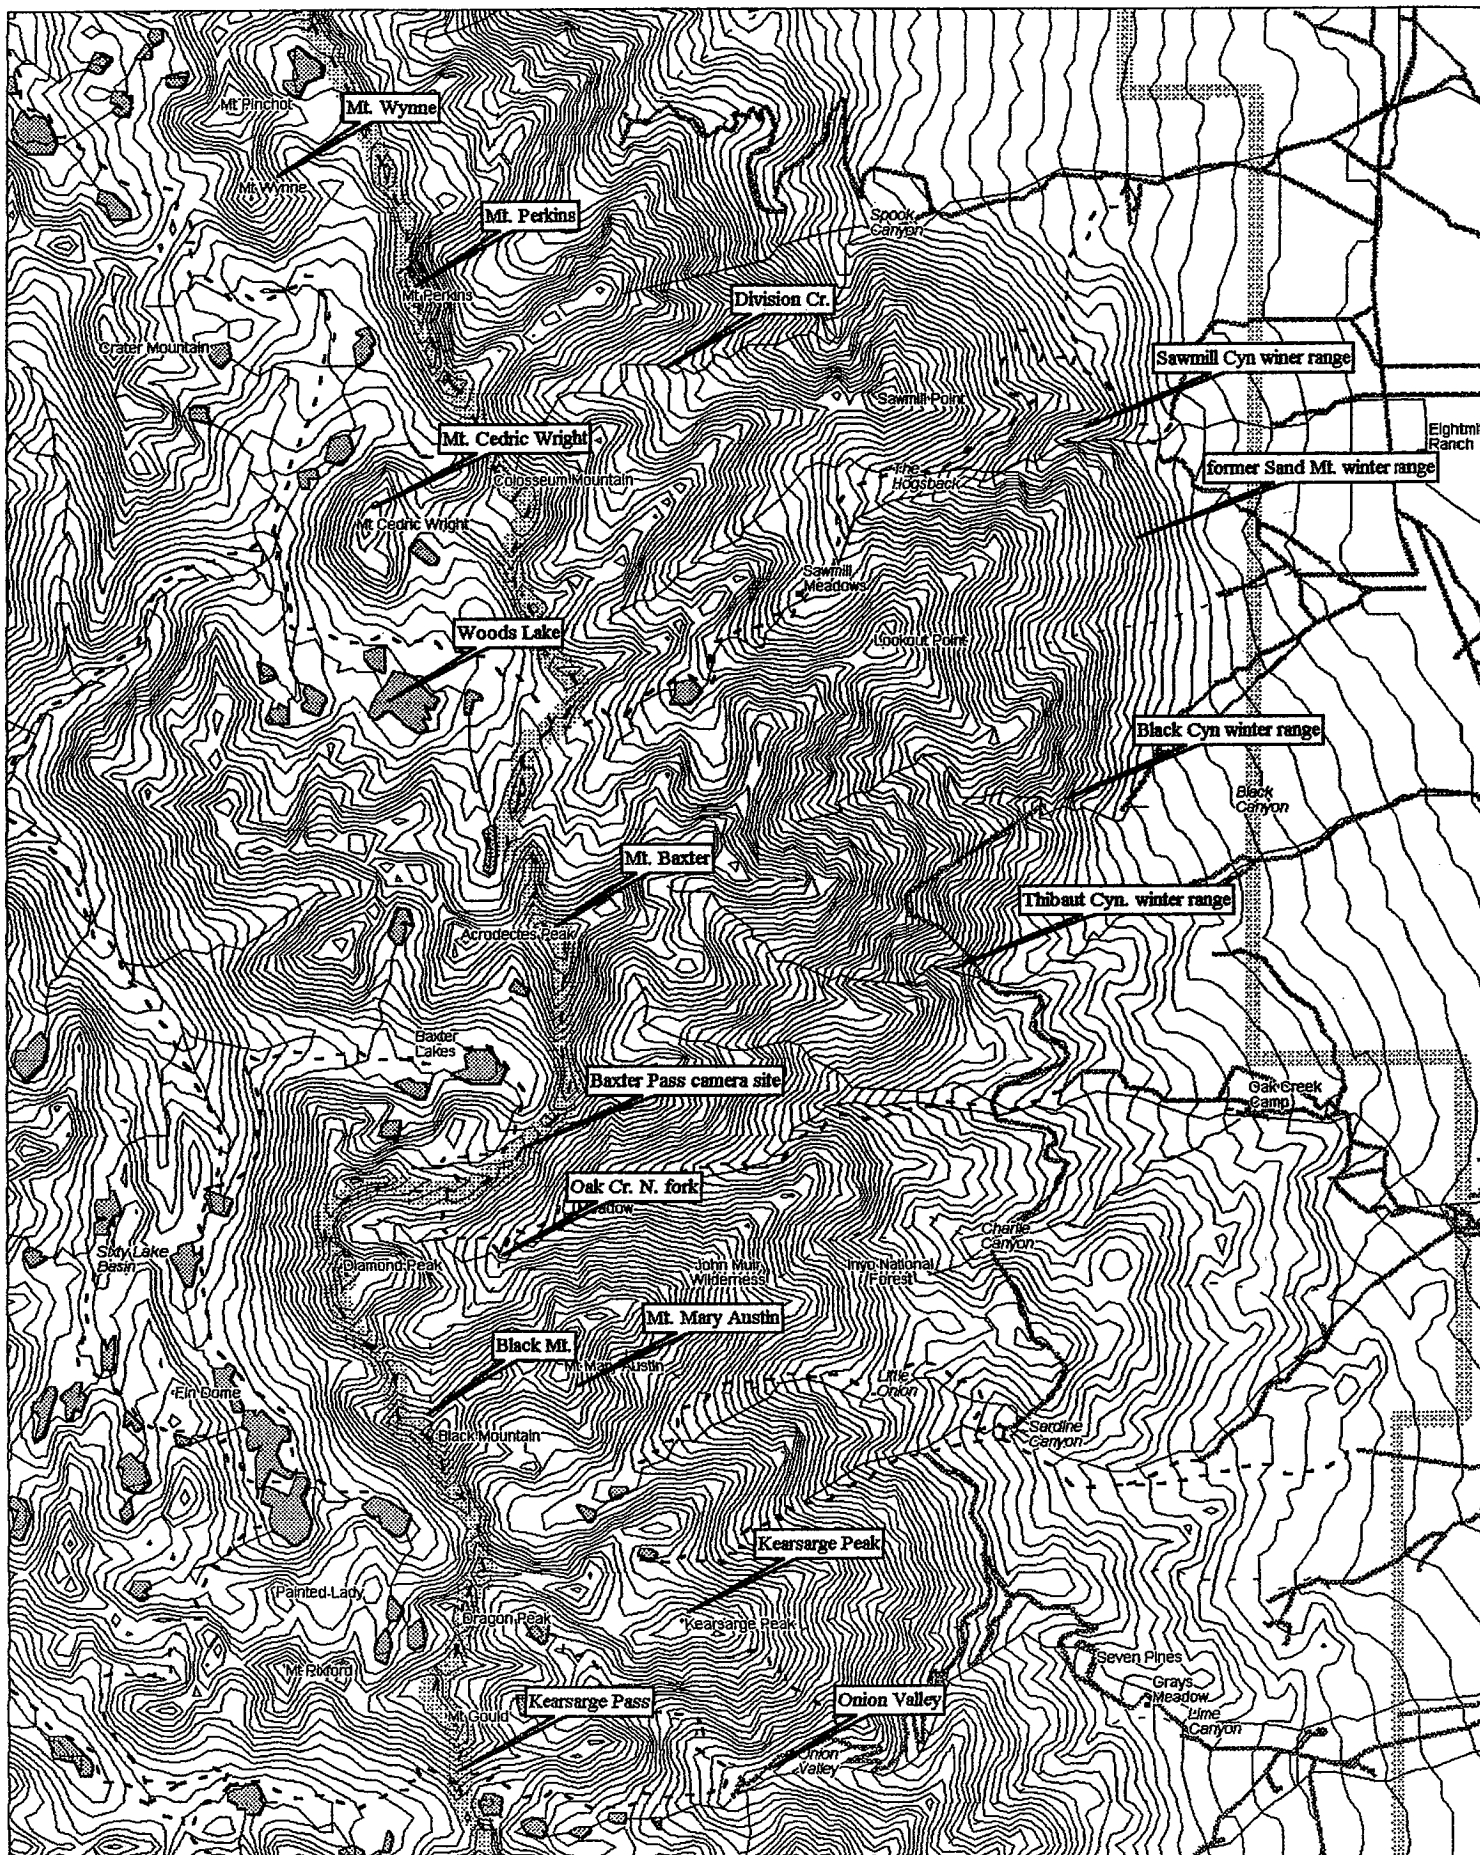 Mt Pinchot
Mt. Wynne
Mt Wynne
Mt. Perkins
Spook
Canyon
Mt Perkins
Division Cr.
Crater Mountain
Sawmill Cyn winer range
Sawmill Point
Mt. Cedric Wright
Eightmi
Ranch
Colosseum Mountain
The
Hogsback
former Sand Mt. winter range
Mt Cedric Wright
Sawmill
Meadows
Woods Lake
Lookout Point
Black Cyn winter range
Black
Canyon
Mt. Baxter
Thibaut Cyn. winter range
Acrodectes Peak
Baxter
Lakes
Baxter Pass camera site
Oak Creek
Camp
Oak Cr. N. fork
adow
Charlie
Canyon
Sixty Lake
Basin
Diamond Peak
John Muir
Wilderness
Inyo National
Forest
Mt. Mary Austin
Black Mt.
Mt Mary Austin
Little
Onion
Fin Dome
Black Mountain
Sardine
Canyon
Kearsarge Peak
Painted Lady
Dragon Peak
Kearsarge Peak
Mt Rixford
Seven Pines
Grays
Meadow
Kearsarge Pass
Onion Valley
Mt Gould
Lime
Canyon
Onion
Valley